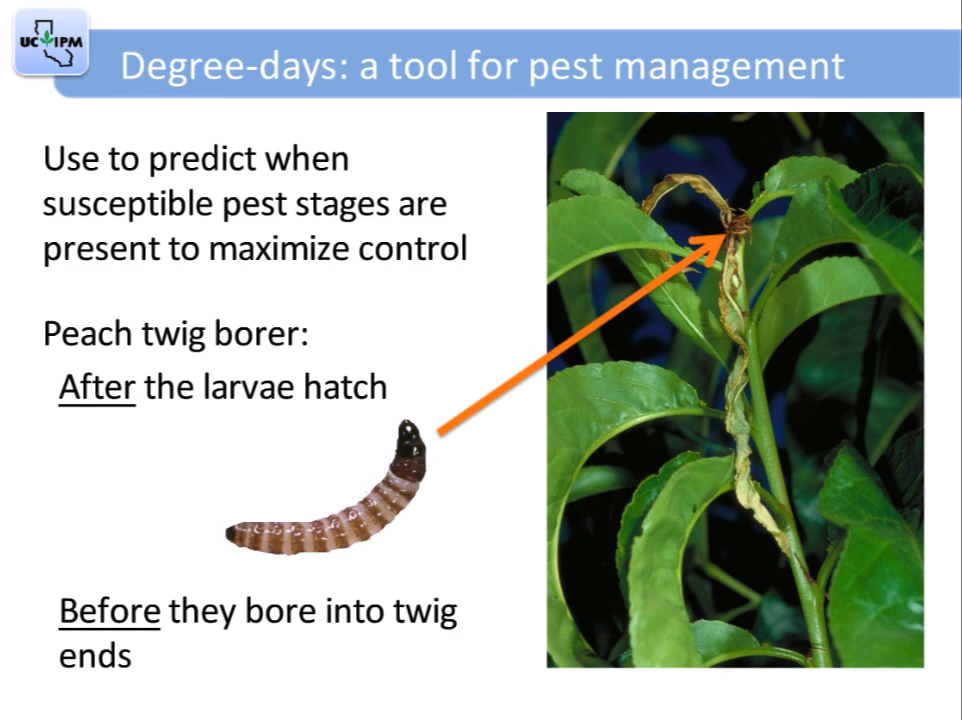 UC IPM
Degree-days: a tool for pest management
Use to predict when
susceptible pest stages are
present to maximize control
Peach twig borer:
After the larvae hatch
Before they bore into twig
ends